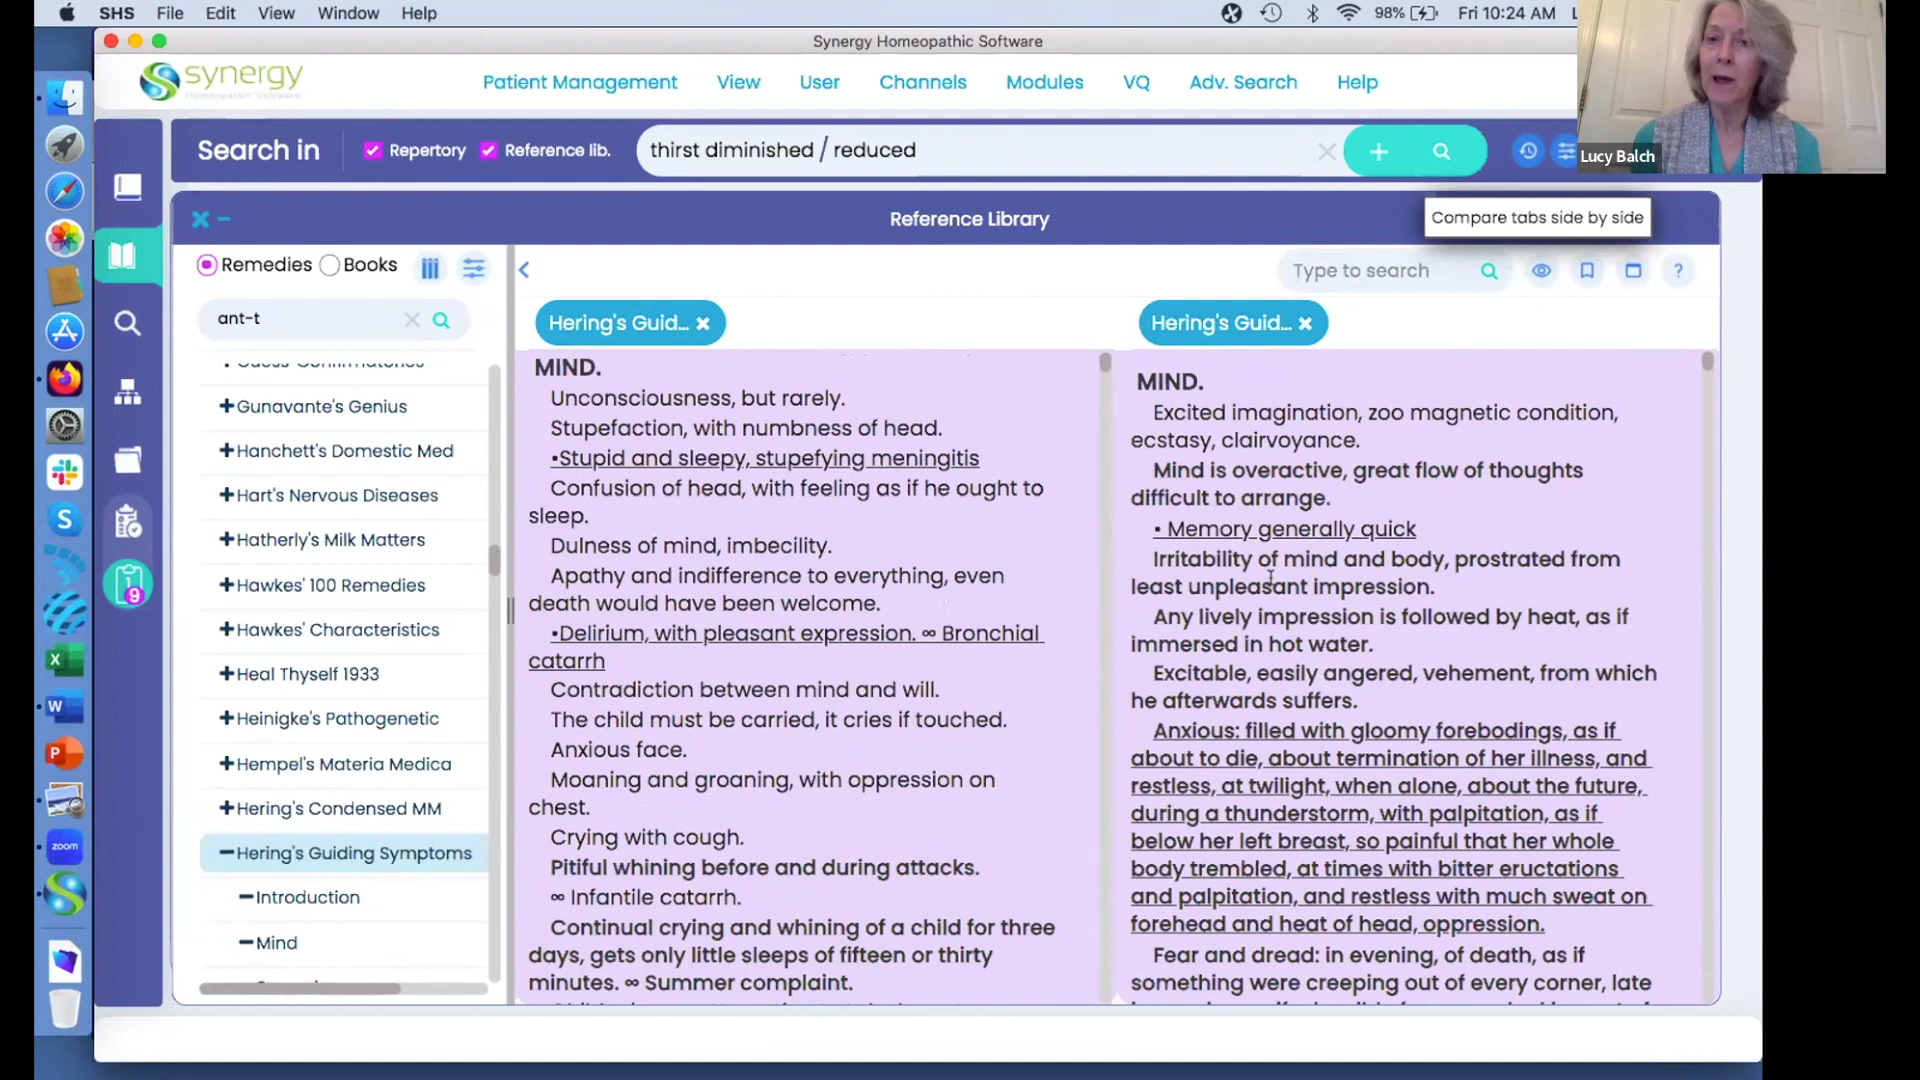 SHS File Edit View Window Help
98% Fri 10:24 AM L
Synergy Homeopathic Software
synergy
Homeopathic Software
Patient Management View User Channels Modules VQ Adv. Search Help
Lucy Balch
Search in Repertory Reference lib. thirst diminished / reduced
Reference Library
Compare tabs side by side
Remedies Books
Type to search
ant-t
Hering's Guid...
Hering's Guid...
Gunavante's Genius
Hanchett's Domestic Med
Hart's Nervous Diseases
Hatherly's Milk Matters
Hawkes' 100 Remedies
Hawkes' Characteristics
Heal Thyself 1933
Heinigke's Pathogenetic
Hempel's Materia Medica
Hering's Condensed MM
Hering's Guiding Symptoms
Introduction
Mind
MIND.
Unconsciousness, but rarely.
Stupefaction, with numbness of head.
•Stupid and sleepy, stupefying meningitis
Confusion of head, with feeling as if he ought to
sleep.
Dulness of mind, imbecility.
Apathy and indifference to everything, even
death would have been welcome.
•Delirium, with pleasant expression. ∞ Bronchial
catarrh
Contradiction between mind and will.
The child must be carried, it cries if touched.
Anxious face.
Moaning and groaning, with oppression on
chest.
Crying with cough.
Pitiful whining before and during attacks.
∞ Infantile catarrh.
Continual crying and whining of a child for three
days, gets only little sleeps of fifteen or thirty
minutes. ∞ Summer complaint.
MIND.
Excited imagination, zoo magnetic condition,
ecstasy, clairvoyance.
Mind is overactive, great flow of thoughts
difficult to arrange.
• Memory generally quick
Irritability of mind and body, prostrated from
least unpleasant impression.
Any lively impression is followed by heat, as if
immersed in hot water.
Excitable, easily angered, vehement, from which
he afterwards suffers.
Anxious: filled with gloomy forebodings, as if
about to die, about termination of her illness, and
restless, at twilight, when alone, about the future,
during a thunderstorm, with palpitation, as if
below her left breast, so painful that her whole
body trembled, at times with bitter eructations
and palpitation, and restless with much sweat on
forehead and heat of head, oppression.
Fear and dread: in evening, of death, as if
something were creeping out of every corner, late
9
S
X
W
P
zoom
?